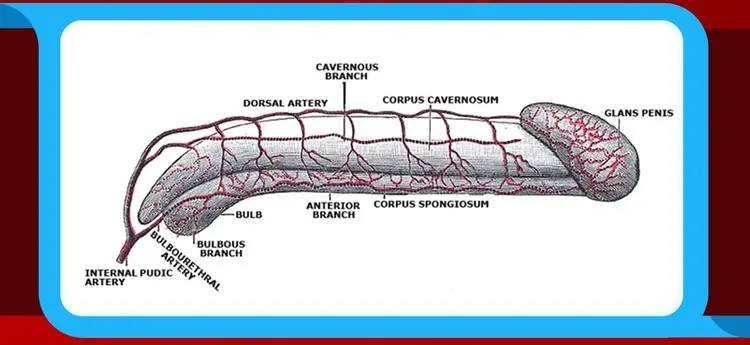 CAVERNOUS
BRANCH
DORSAL ARTERY
CORPUS CAVERNOSUM
GLANS PENIS
ANTERIOR
BRANCH
CORPUS SPONGIOSUM
BULB
BULBOUS
BRANCH
BULBOURETHRAL
ARTERY
INTERNAL PUDIC
ARTERY